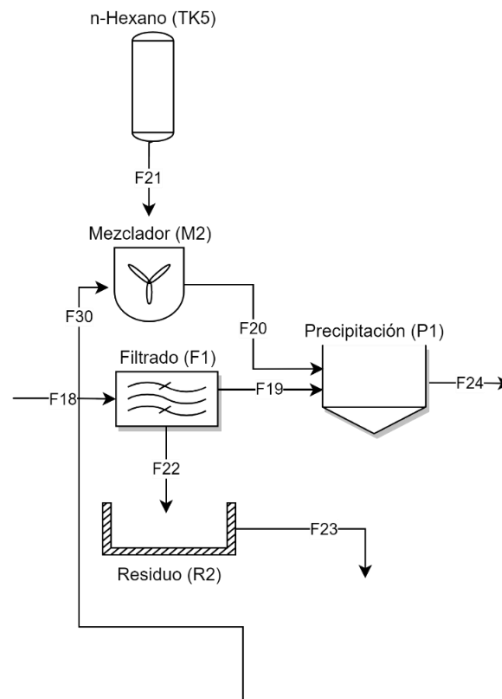 n-Hexano (TK5)
F21
Mezclador (M2)
F30
F20
Precipitación (P1)
Filtrado (F1)
F18
F19
F24
F22
F23
Residuo (R2)